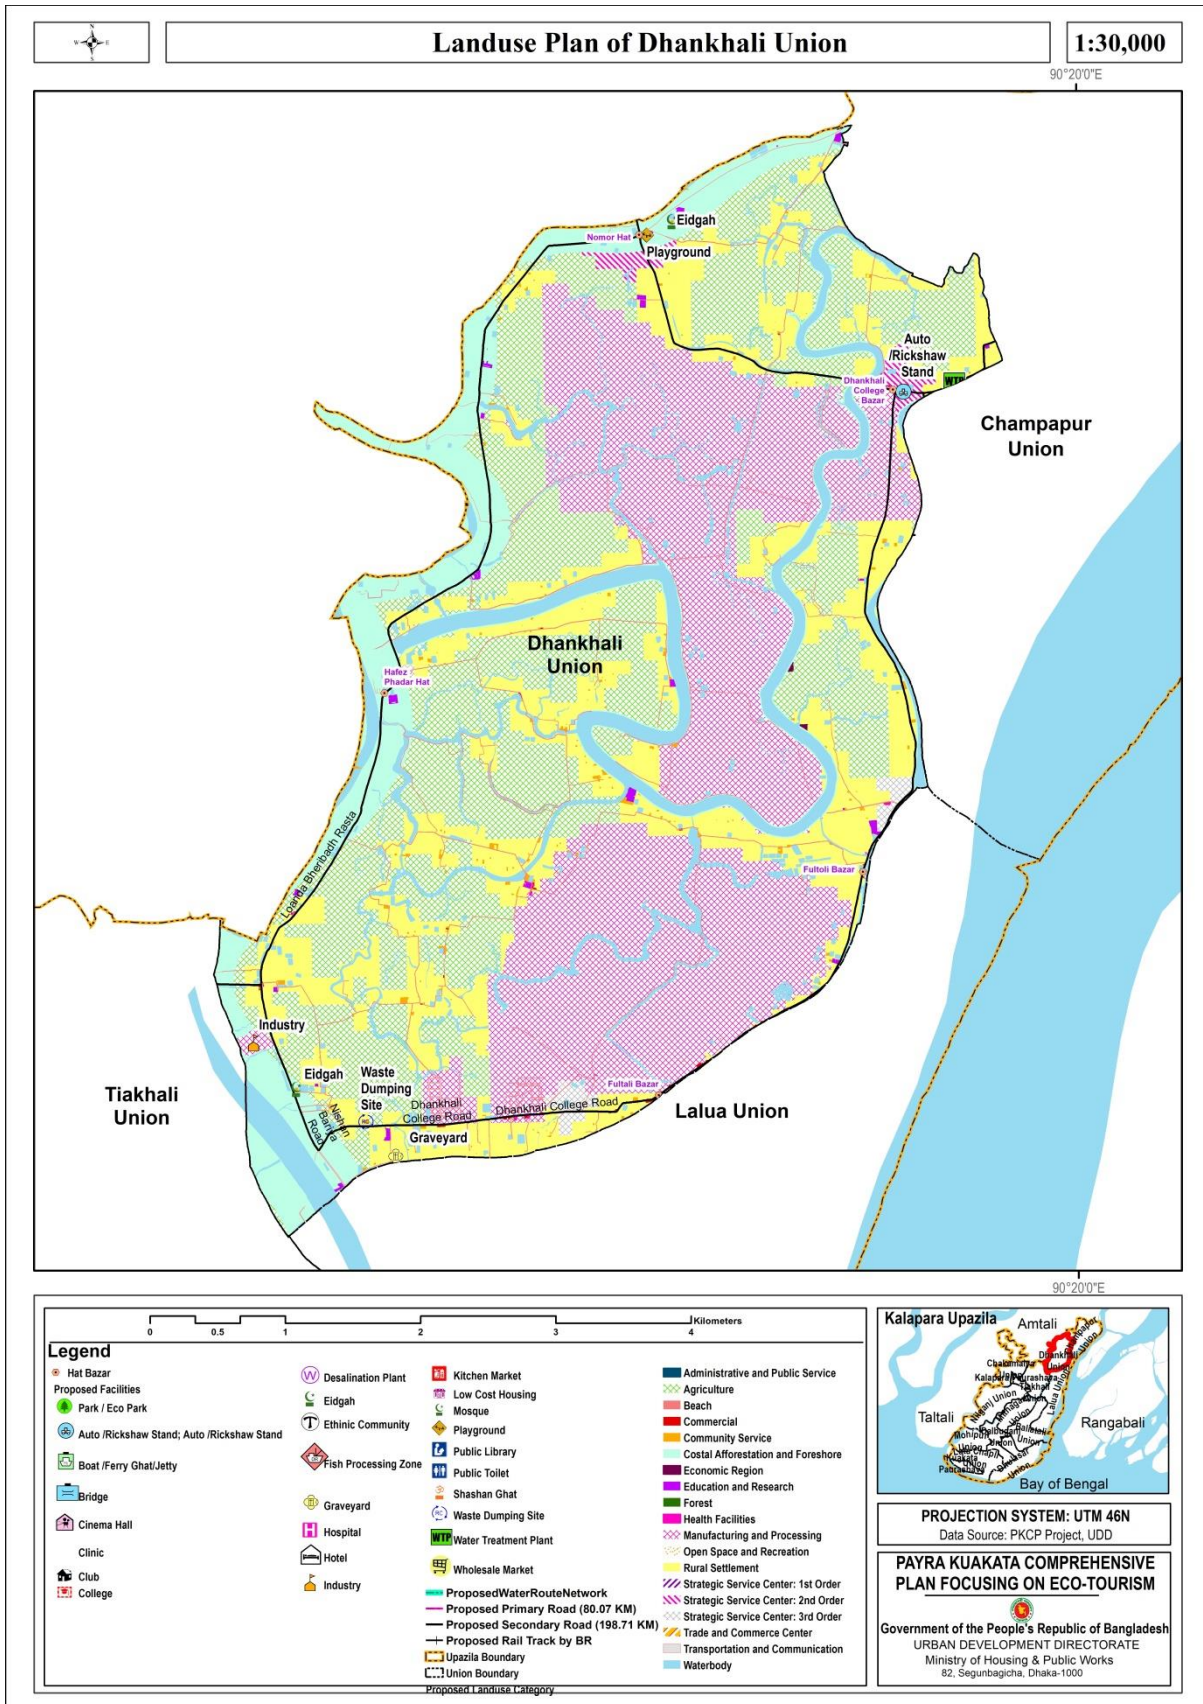 N
W E
S
Landuse Plan of Dhankhali Union
1:30,000
90°20'0"E
Eidgah
Nomor Hat
Playground
Auto
/Rickshaw
Stand
WTP
Dhankhali
College
Bazar
Champapur
Union
Dhankhali
Union
Hafez
Phadar Hat
Loanda Bheribadh Rasta
Fultoli Bazar
Industry
Eidgah
Waste
Dumping
Site
Tiakhali
Union
Nishan
Bariya
Road
Dhankhali
College Road
Dhankhali College Road
Fultali Bazar
Graveyard
Lalua Union
90°20'0"E
Kilometers
0 0.5 1 2 3 4
Legend
Hat Bazar
Proposed Facilities
Park / Eco Park
Auto /Rickshaw Stand; Auto /Rickshaw Stand
Boat /Ferry Ghat/Jetty
Bridge
Cinema Hall
Clinic
Club
College
Desalination Plant
Eidgah
Ethinic Community
Fish Processing Zone
Graveyard
Hospital
Hotel
Industry
Kitchen Market
Low Cost Housing
Mosque
Playground
Public Library
Public Toilet
Shashan Ghat
Waste Dumping Site
WTP Water Treatment Plant
Wholesale Market
ProposedWaterRouteNetwork
Proposed Primary Road (80.07 KM)
Proposed Secondary Road (198.71 KM)
Proposed Rail Track by BR
Upazila Boundary
Union Boundary
Proposed Landuse Category
Administrative and Public Service
Agriculture
Beach
Commercial
Community Service
Costal Afforestation and Foreshore
Economic Region
Education and Research
Forest
Health Facilities
Manufacturing and Processing
Open Space and Recreation
Rural Settlement
Strategic Service Center: 1st Order
Strategic Service Center: 2nd Order
Strategic Service Center: 3rd Order
Trade and Commerce Center
Transportation and Communication
Waterbody
Kalapara Upazila
Amtali
Dhankhali
Union
Lalua Union
Taltali
Rangabali
Bay of Bengal
PROJECTION SYSTEM: UTM 46N
Data Source: PKCP Project, UDD
PAYRA KUAKATA COMPREHENSIVE
PLAN FOCUSING ON ECO-TOURISM
Government of the People's Republic of Bangladesh
URBAN DEVELOPMENT DIRECTORATE
Ministry of Housing & Public Works
82, Segunbagicha, Dhaka-1000